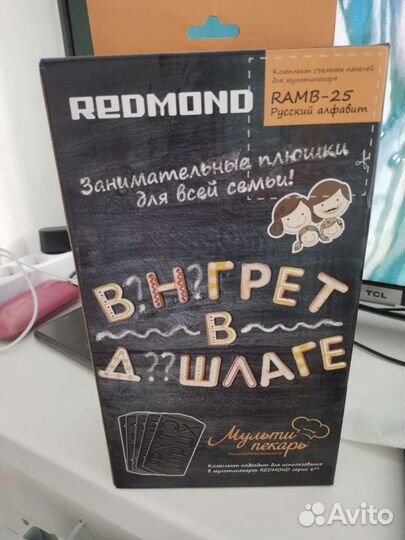 Комплект съемных панелей
для мультипекаря
REDMOND
RAMB-25
Русский алфавит
Занимательные плюшки
для всей семьи!
В?Н?ГРЕТ
В
Д??ШЛАГЕ
TCL
Мульти
пекарь
Комплект подходит для использования
в мультипекарях REDMOND серии 6**
Avito